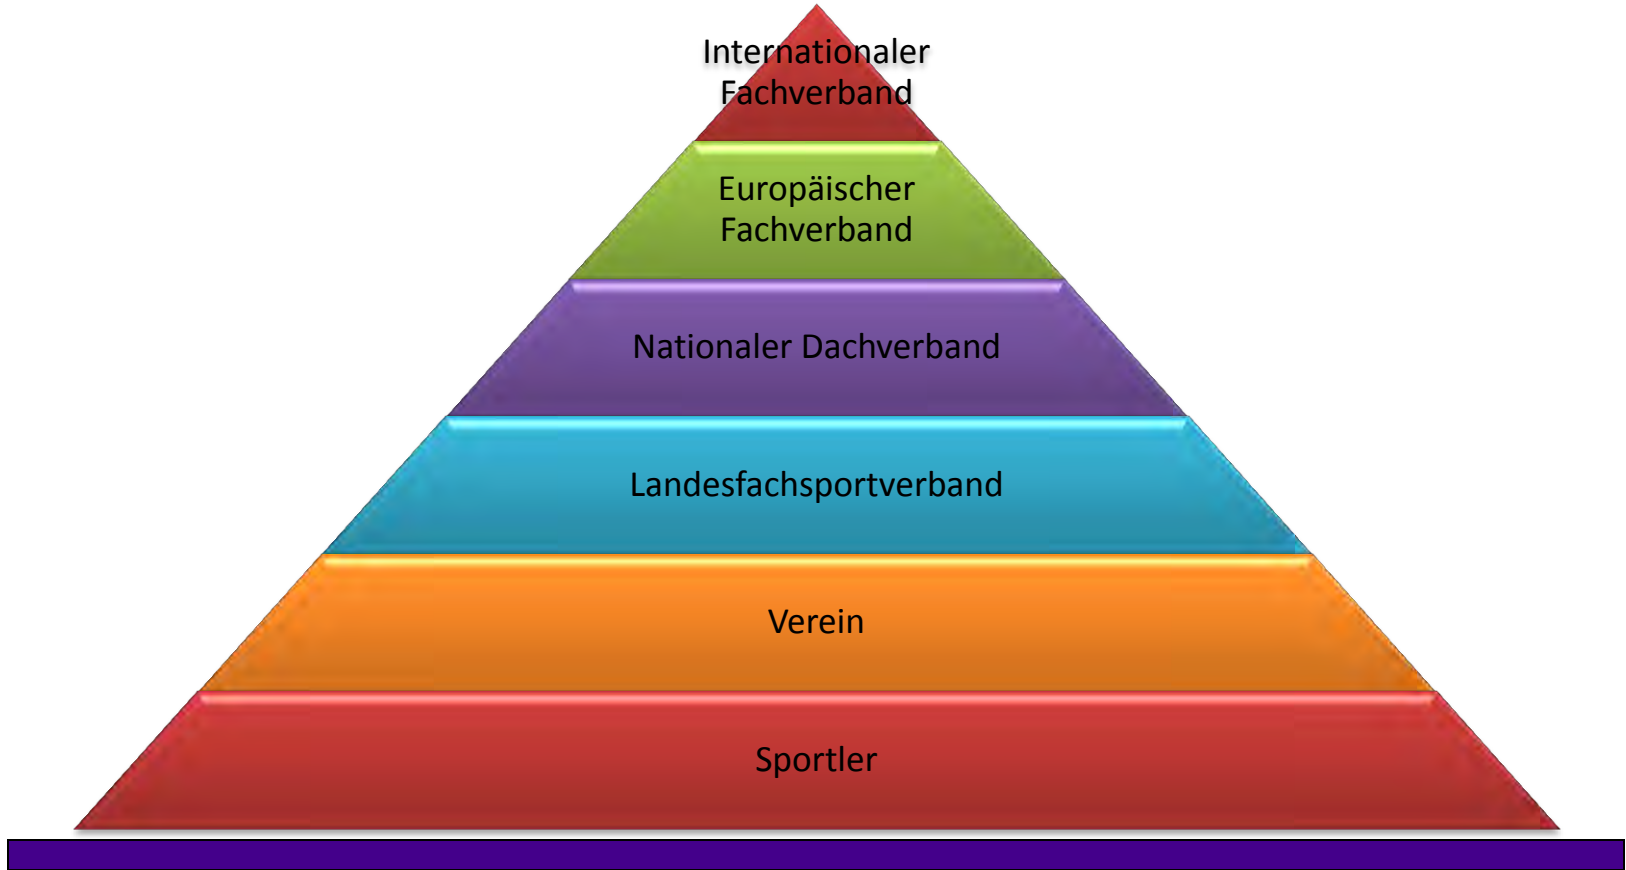 Internationaler
Fachverband
Europäischer
Fachverband
Nationaler Dachverband
Landesfachsportverband
Verein
Sportler